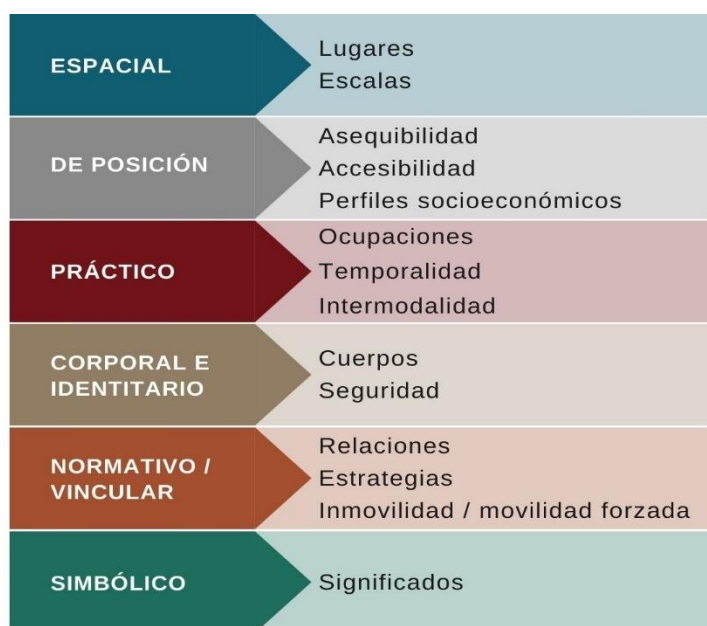 ESPACIAL
Lugares
Escalas
DE POSICIÓN
Asequibilidad
Accesibilidad
Perfiles socioeconómicos
PRÁCTICO
Ocupaciones
Temporalidad
Intermodalidad
CORPORAL E
IDENTITARIO
Cuerpos
Seguridad
NORMATIVO /
VINCULAR
Relaciones
Estrategias
Inmovilidad / movilidad forzada
SIMBÓLICO
Significados